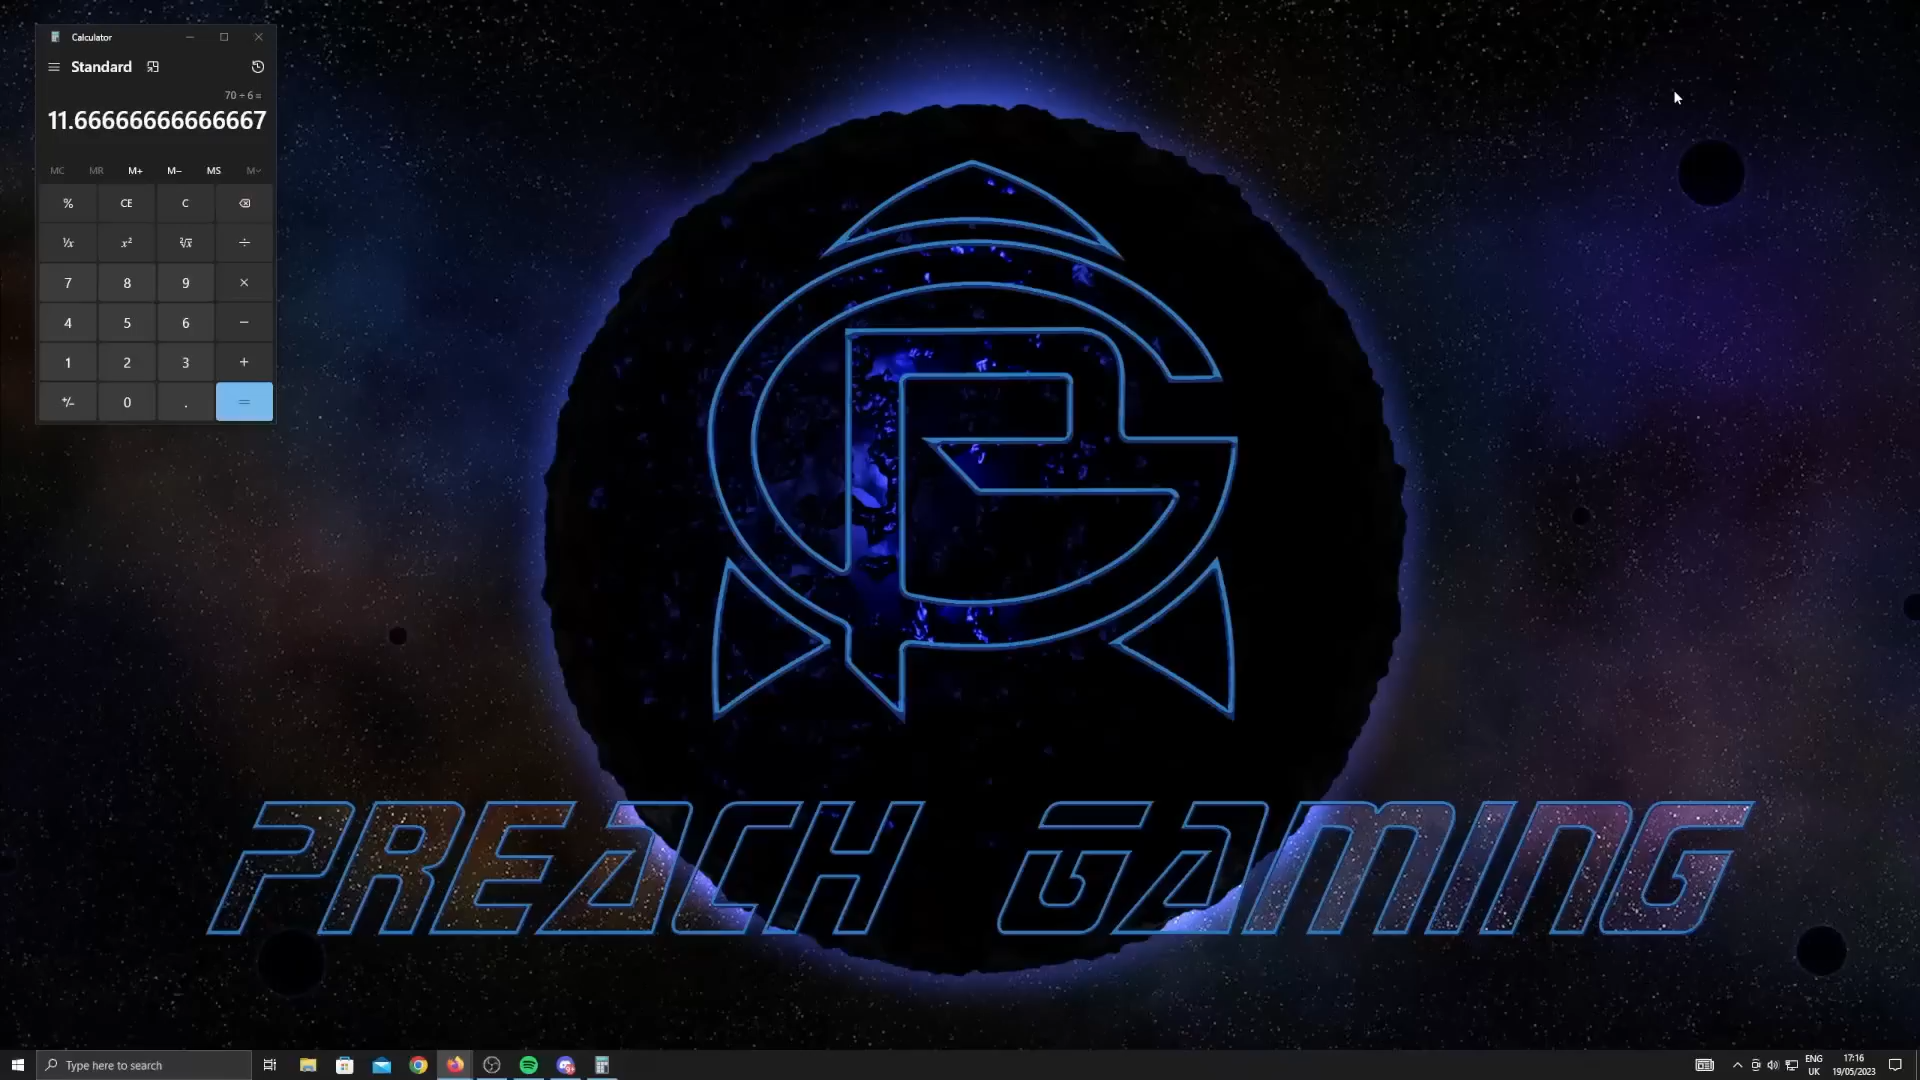 Calculator
Standard
70 ÷ 6 =
11.66666666666667
MC MR M+ M− MS M
% CE C
⅟x x² ²√x ÷
7 8 9 ×
4 5 6 −
1 2 3 +
+/− 0 . =
PREACH GAMING
Type here to search
ENG
UK
17:16
19/05/2023